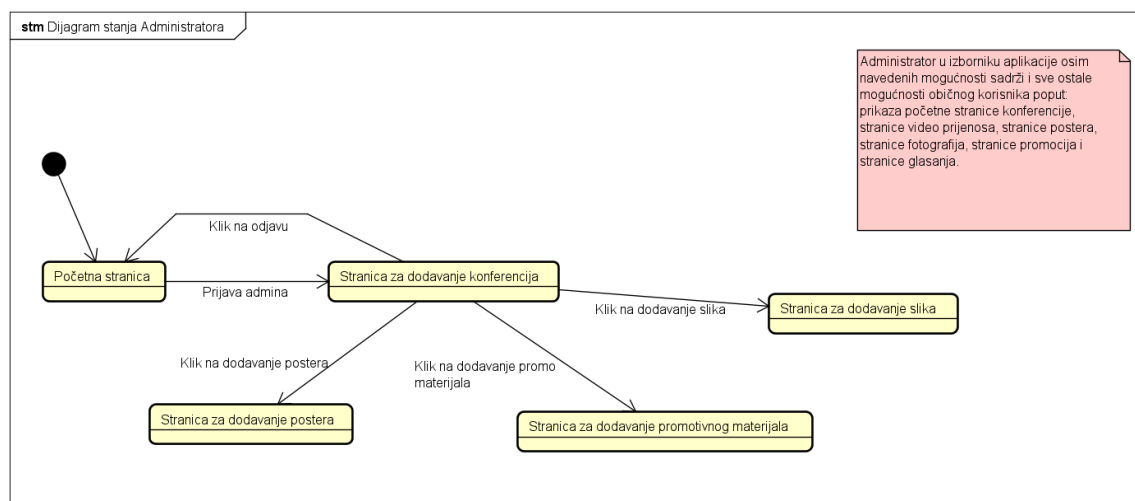 stm Dijagram stanja Administratora
Administrator u izborniku aplikacije osim
navedenih mogućnosti sadrži i sve ostale
mogućnosti običnog korisnika poput:
prikaza početne stranice konferencije,
stranice video prijenosa, stranice postera,
stranice fotografija, stranice promocija i
stranice glasanja.
Klik na odjavu
Početna stranica
Prijava admina
Stranica za dodavanje konferencija
Klik na dodavanje slika
Stranica za dodavanje slika
Klik na dodavanje postera
Klik na dodavanje promo
materijala
Stranica za dodavanje postera
Stranica za dodavanje promotivnog materijala